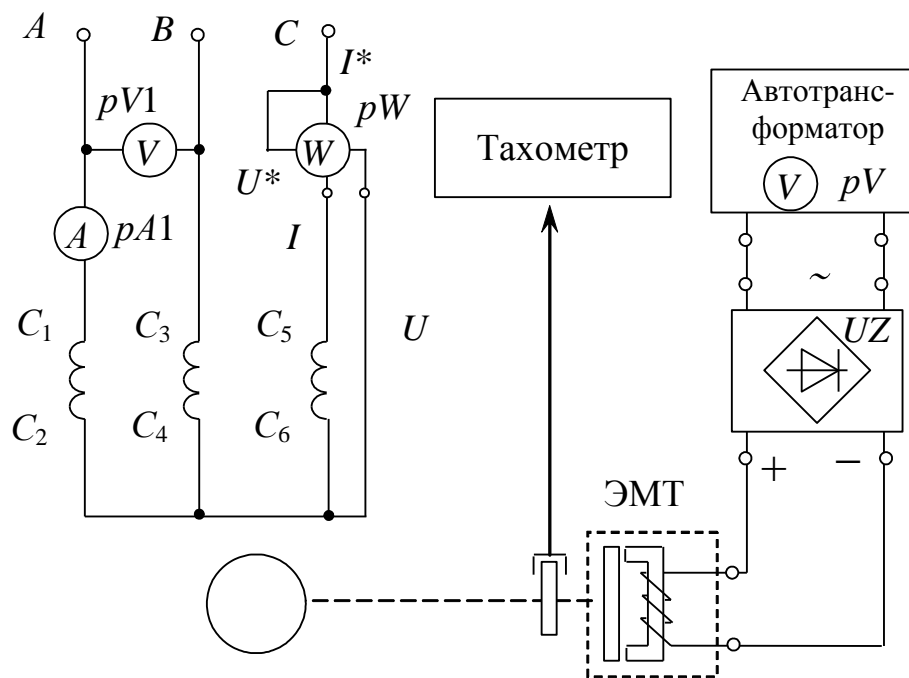 A B C
I*
pV1 pW
V W
U*
A pA1 I
C₁ C₃ C₅ U
C₂ C₄ C₆
Тахометр
Автотранс-
форматор
V pV
~
UZ
+ −
ЭМТ